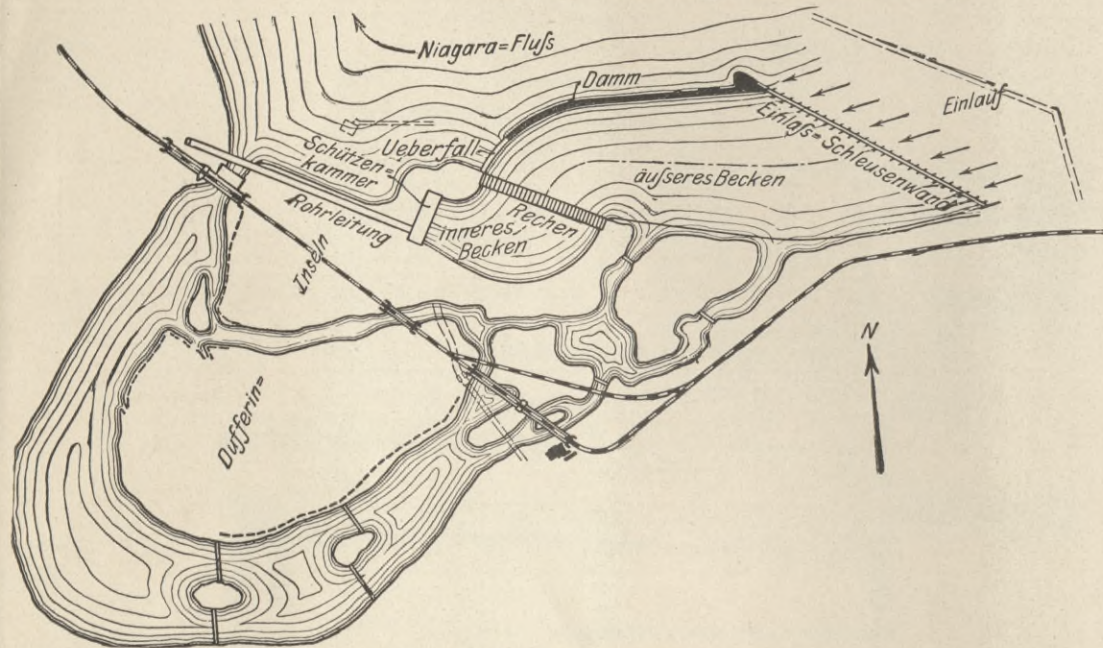 Niagara=Fluſs
Damm
Einlauf
Einlaſs=Schleusenwand
Schützen=
kammer
Ueberfall
äuſseres Becken
Rechen
Rohrleitung
inneres
Becken
Inseln
N
Dufferin=